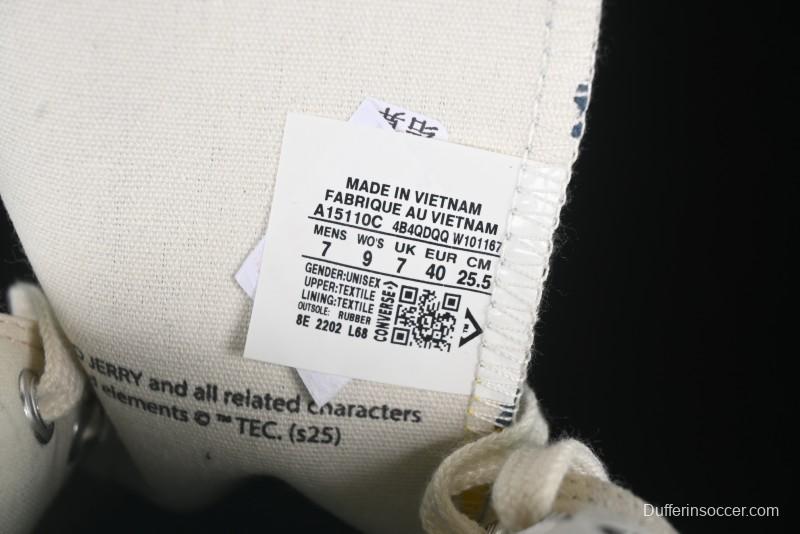 MADE IN VIETNAM
FABRIQUE AU VIETNAM
A15110C 4B4QDQQ W101167
MENS WO'S UK EUR CM
7 9 7 40 25.5
GENDER:UNISEX
UPPER:TEXTILE
LINING:TEXTILE
OUTSOLE: RUBBER
8E 2202 L68
CONVERSE
JERRY and all related characters
elements © ™ TEC. (s25)
Dufferinsoccer.com